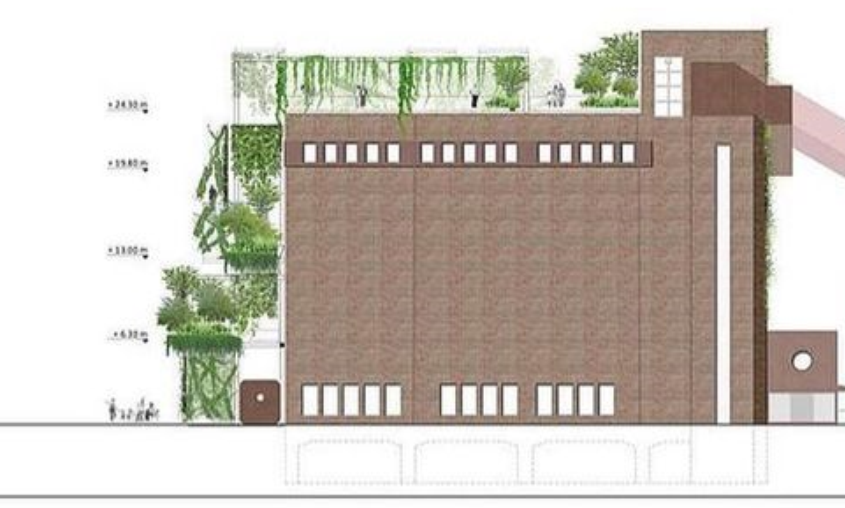 + 24.30 m
+ 19.80 m
+ 13.00 m
+ 6.30 m